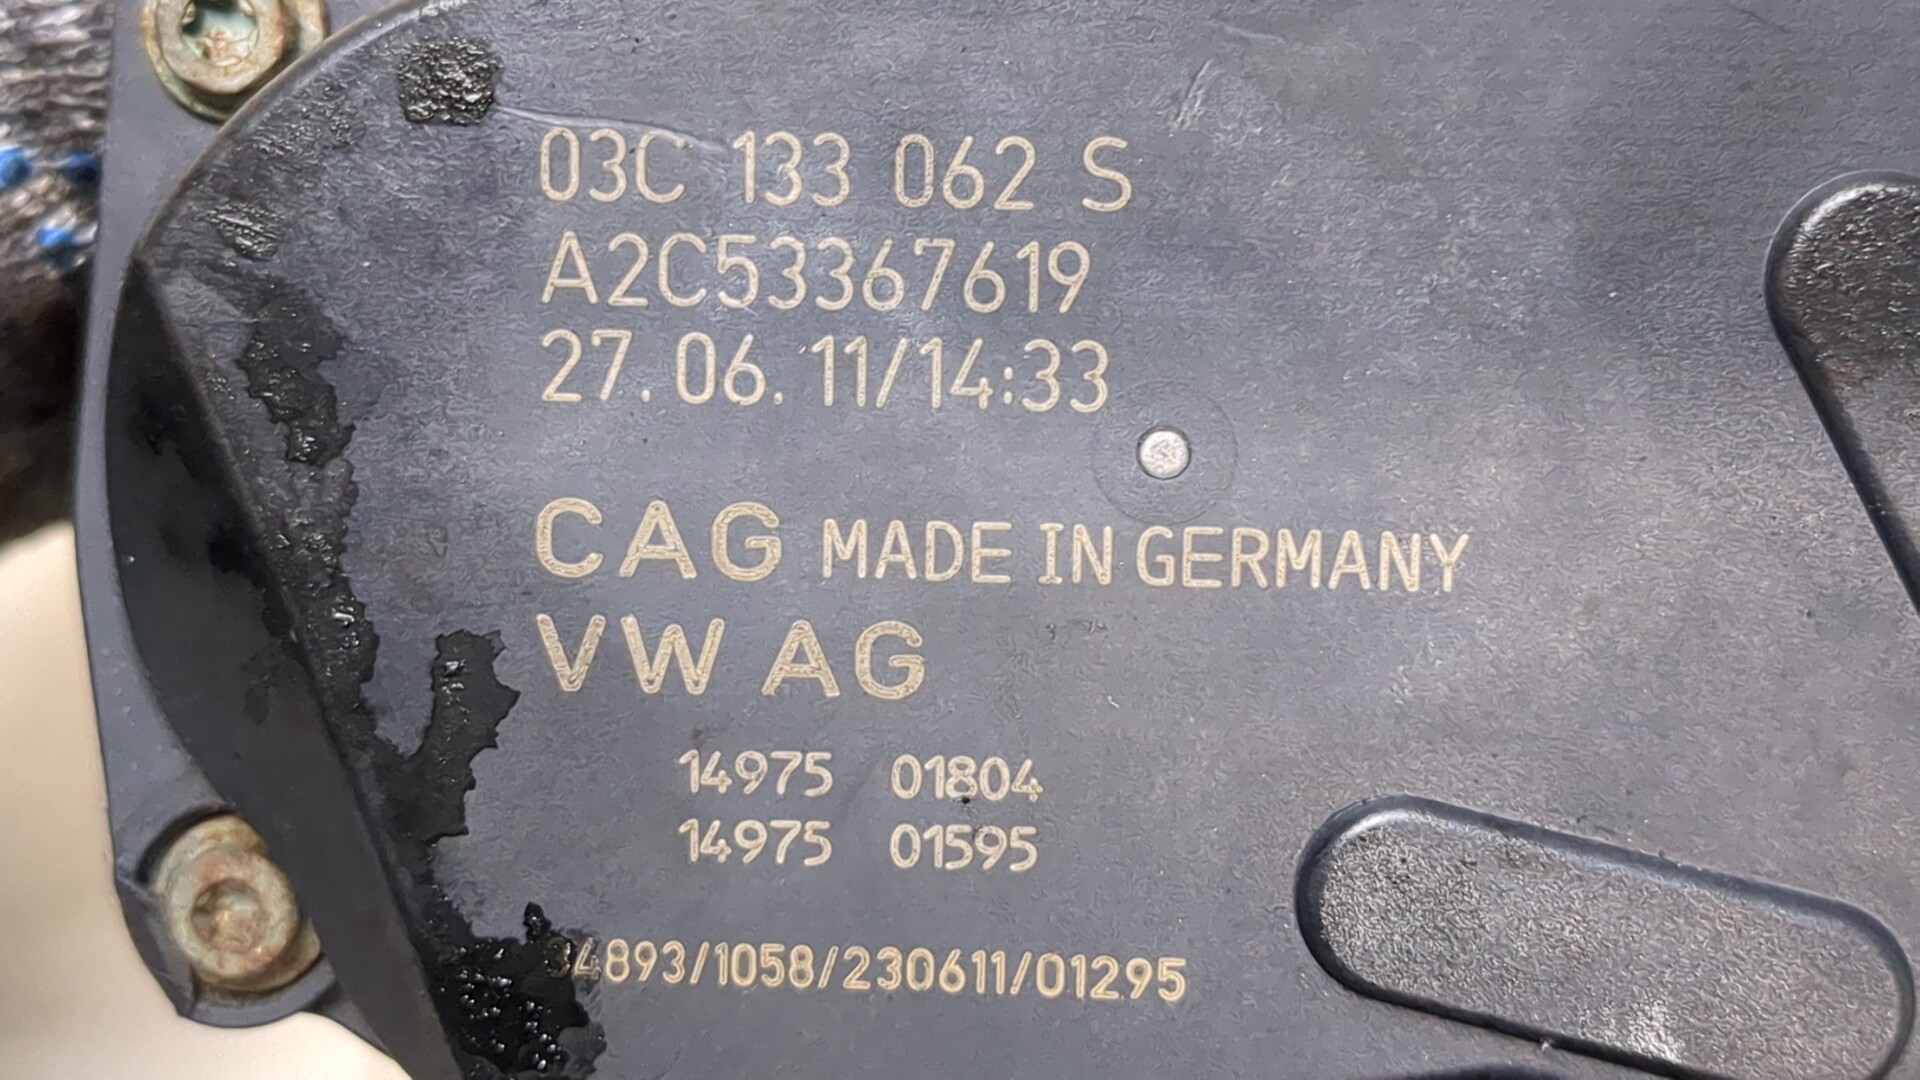 03C 133 062 S
A2C53367619
27.06.11/14:33
CAG MADE IN GERMANY
VW AG
14975 01804
14975 01595
34893/1058/230611/01295